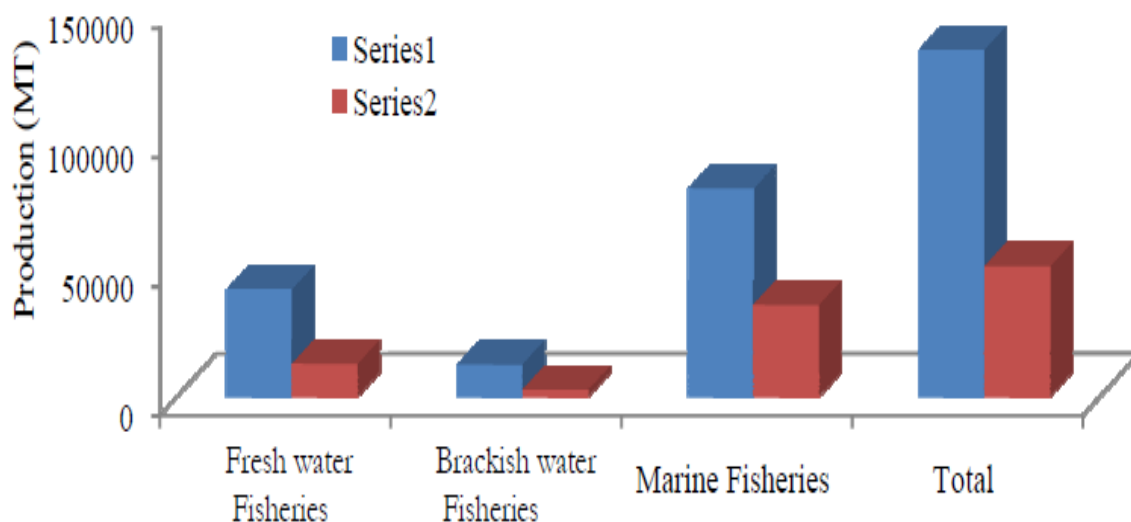 Production (MT)
150000
100000
50000
0
Series1
Series2
Fresh water
Fisheries
Brackish water
Fisheries
Marine Fisheries
Total